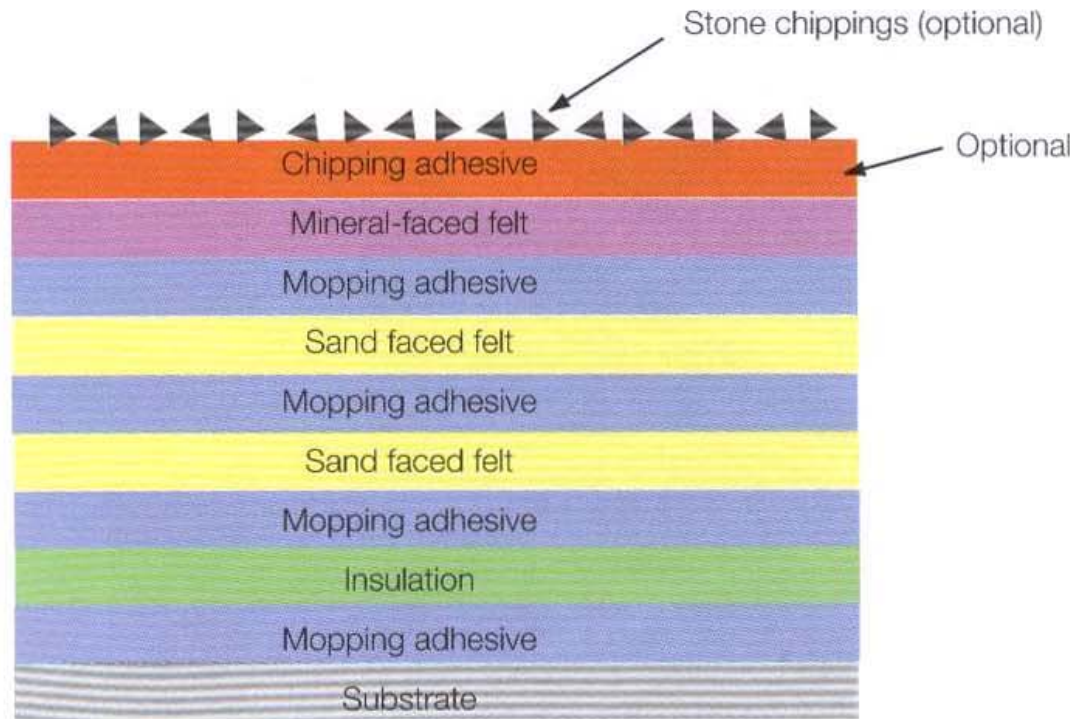 Stone chippings (optional)
Optional
Chipping adhesive
Mineral-faced felt
Mopping adhesive
Sand faced felt
Mopping adhesive
Sand faced felt
Mopping adhesive
Insulation
Mopping adhesive
Substrate